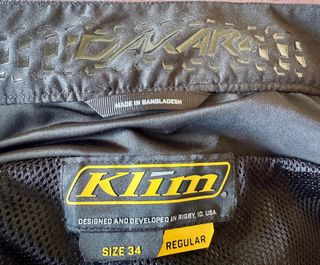 DAKAR
MADE IN BANGLADESH
Klim
DESIGNED AND DEVELOPED IN RIGBY, ID. USA.
SIZE 34 REGULAR